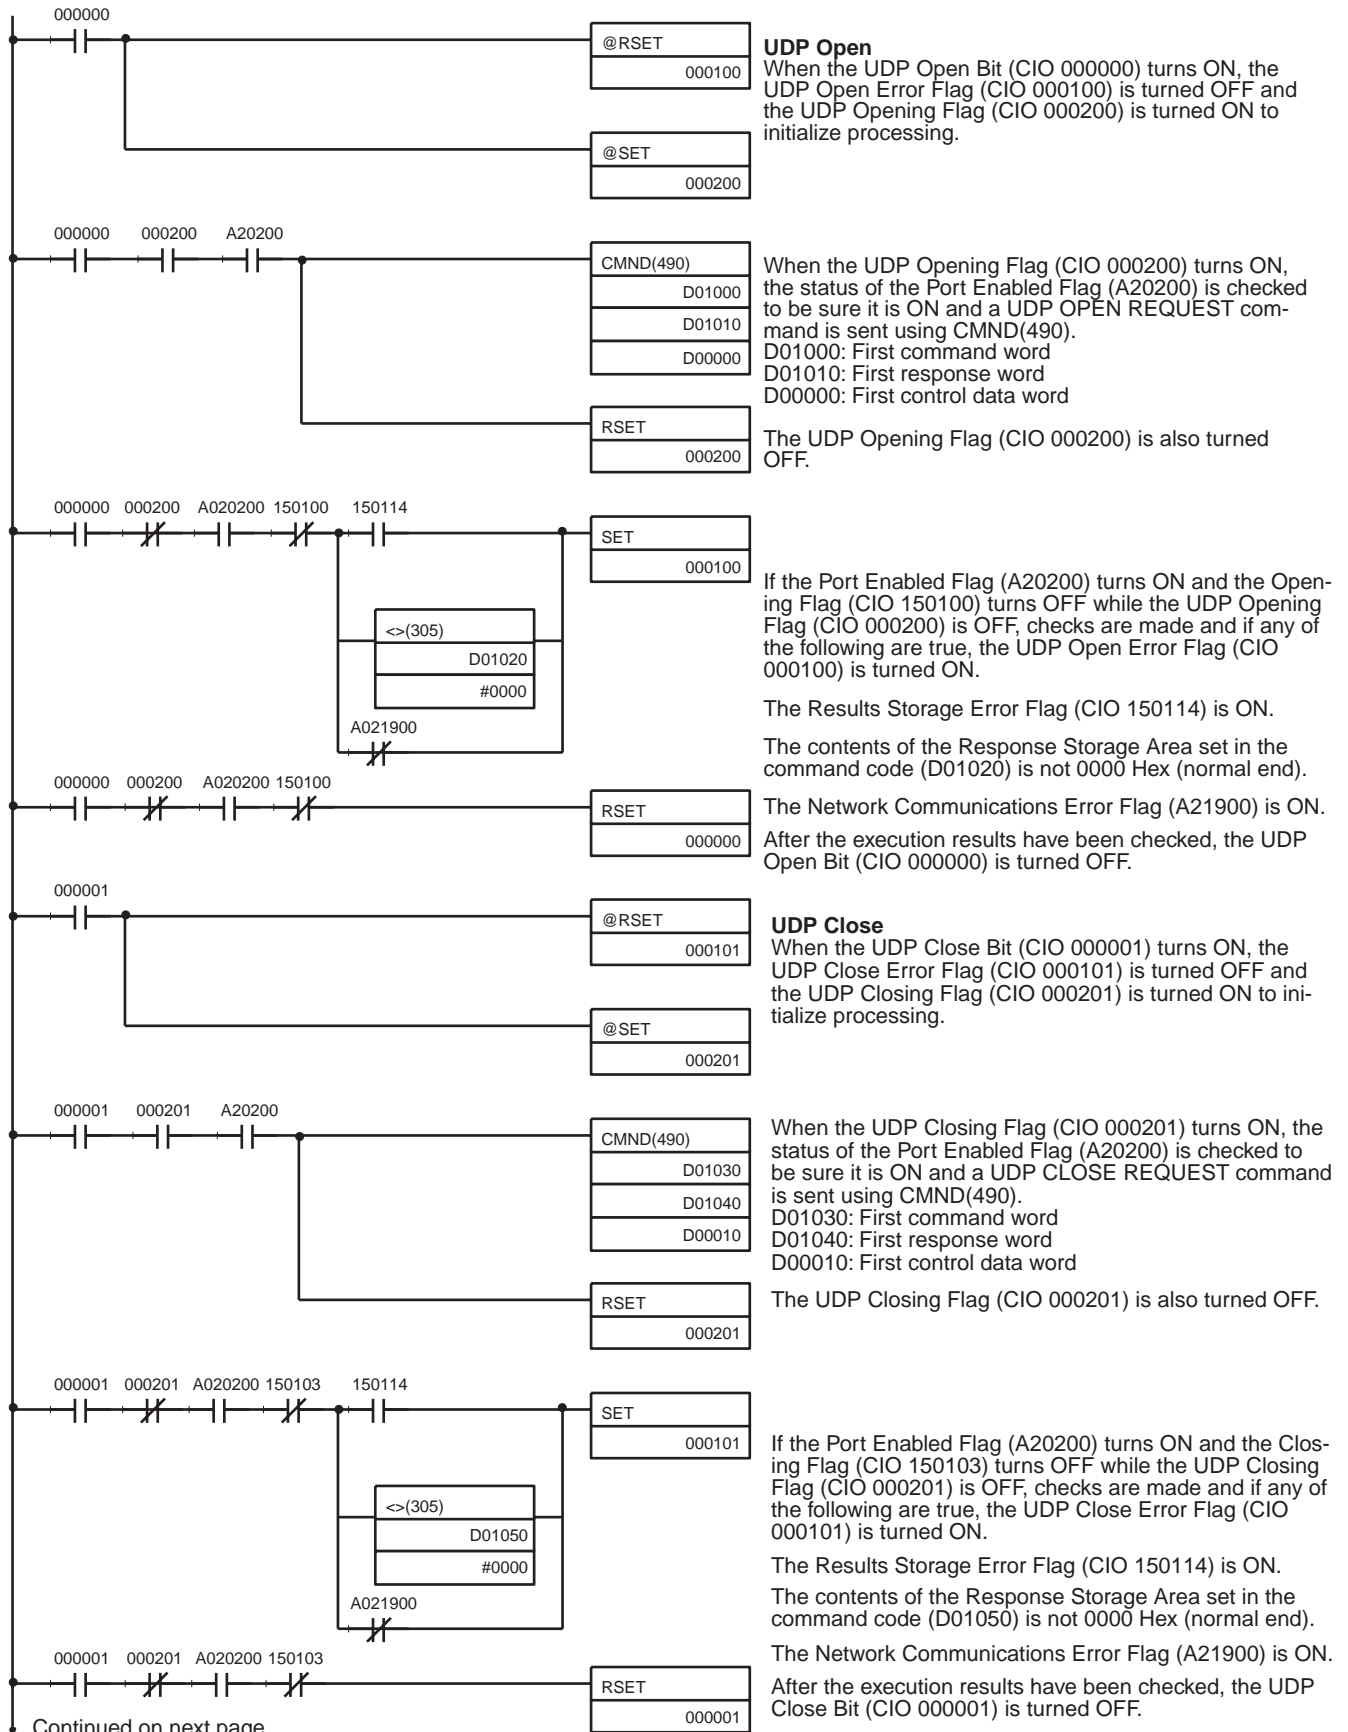 000000
@RSET
000100
UDP Open
When the UDP Open Bit (CIO 000000) turns ON, the
UDP Open Error Flag (CIO 000100) is turned OFF and
the UDP Opening Flag (CIO 000200) is turned ON to
initialize processing.
@SET
000200
000000 000200 A20200
CMND(490)
D01000
D01010
D00000
When the UDP Opening Flag (CIO 000200) turns ON,
the status of the Port Enabled Flag (A20200) is checked
to be sure it is ON and a UDP OPEN REQUEST com-
mand is sent using CMND(490).
D01000: First command word
D01010: First response word
D00000: First control data word
RSET
000200
The UDP Opening Flag (CIO 000200) is also turned
OFF.
000000 000200 A020200 150100 150114
SET
000100
<>(305)
D01020
#0000
A021900
If the Port Enabled Flag (A20200) turns ON and the Open-
ing Flag (CIO 150100) turns OFF while the UDP Opening
Flag (CIO 000200) is OFF, checks are made and if any of
the following are true, the UDP Open Error Flag (CIO
000100) is turned ON.
The Results Storage Error Flag (CIO 150114) is ON.
The contents of the Response Storage Area set in the
command code (D01020) is not 0000 Hex (normal end).
The Network Communications Error Flag (A21900) is ON.
000000 000200 A020200 150100
RSET
000000
After the execution results have been checked, the UDP
Open Bit (CIO 000000) is turned OFF.
000001
@RSET
000101
UDP Close
When the UDP Close Bit (CIO 000001) turns ON, the
UDP Close Error Flag (CIO 000101) is turned OFF and
the UDP Closing Flag (CIO 000201) is turned ON to ini-
tialize processing.
@SET
000201
000001 000201 A20200
CMND(490)
D01030
D01040
D00010
When the UDP Closing Flag (CIO 000201) turns ON, the
status of the Port Enabled Flag (A20200) is checked to
be sure it is ON and a UDP CLOSE REQUEST command
is sent using CMND(490).
D01030: First command word
D01040: First response word
D00010: First control data word
RSET
000201
The UDP Closing Flag (CIO 000201) is also turned OFF.
000001 000201 A020200 150103 150114
SET
000101
<>(305)
D01050
#0000
A021900
If the Port Enabled Flag (A20200) turns ON and the Clos-
ing Flag (CIO 150103) turns OFF while the UDP Closing
Flag (CIO 000201) is OFF, checks are made and if any of
the following are true, the UDP Close Error Flag (CIO
000101) is turned ON.
The Results Storage Error Flag (CIO 150114) is ON.
The contents of the Response Storage Area set in the
command code (D01050) is not 0000 Hex (normal end).
The Network Communications Error Flag (A21900) is ON.
000001 000201 A020200 150103
RSET
000001
After the execution results have been checked, the UDP
Close Bit (CIO 000001) is turned OFF.
Continued on next page